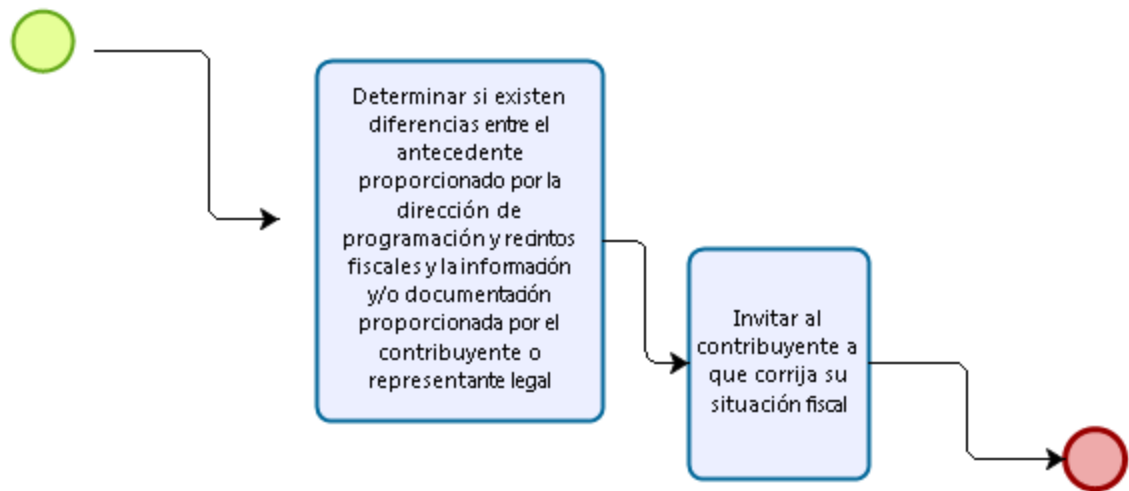 Determinar si existen
diferencias entre el
antecedente
proporcionado por la
dirección de
programación y recintos
fiscales y la información
y/o documentación
proporcionada por el
contribuyente o
representante legal
Invitar al
contribuyente a
que corrija su
situación fiscal